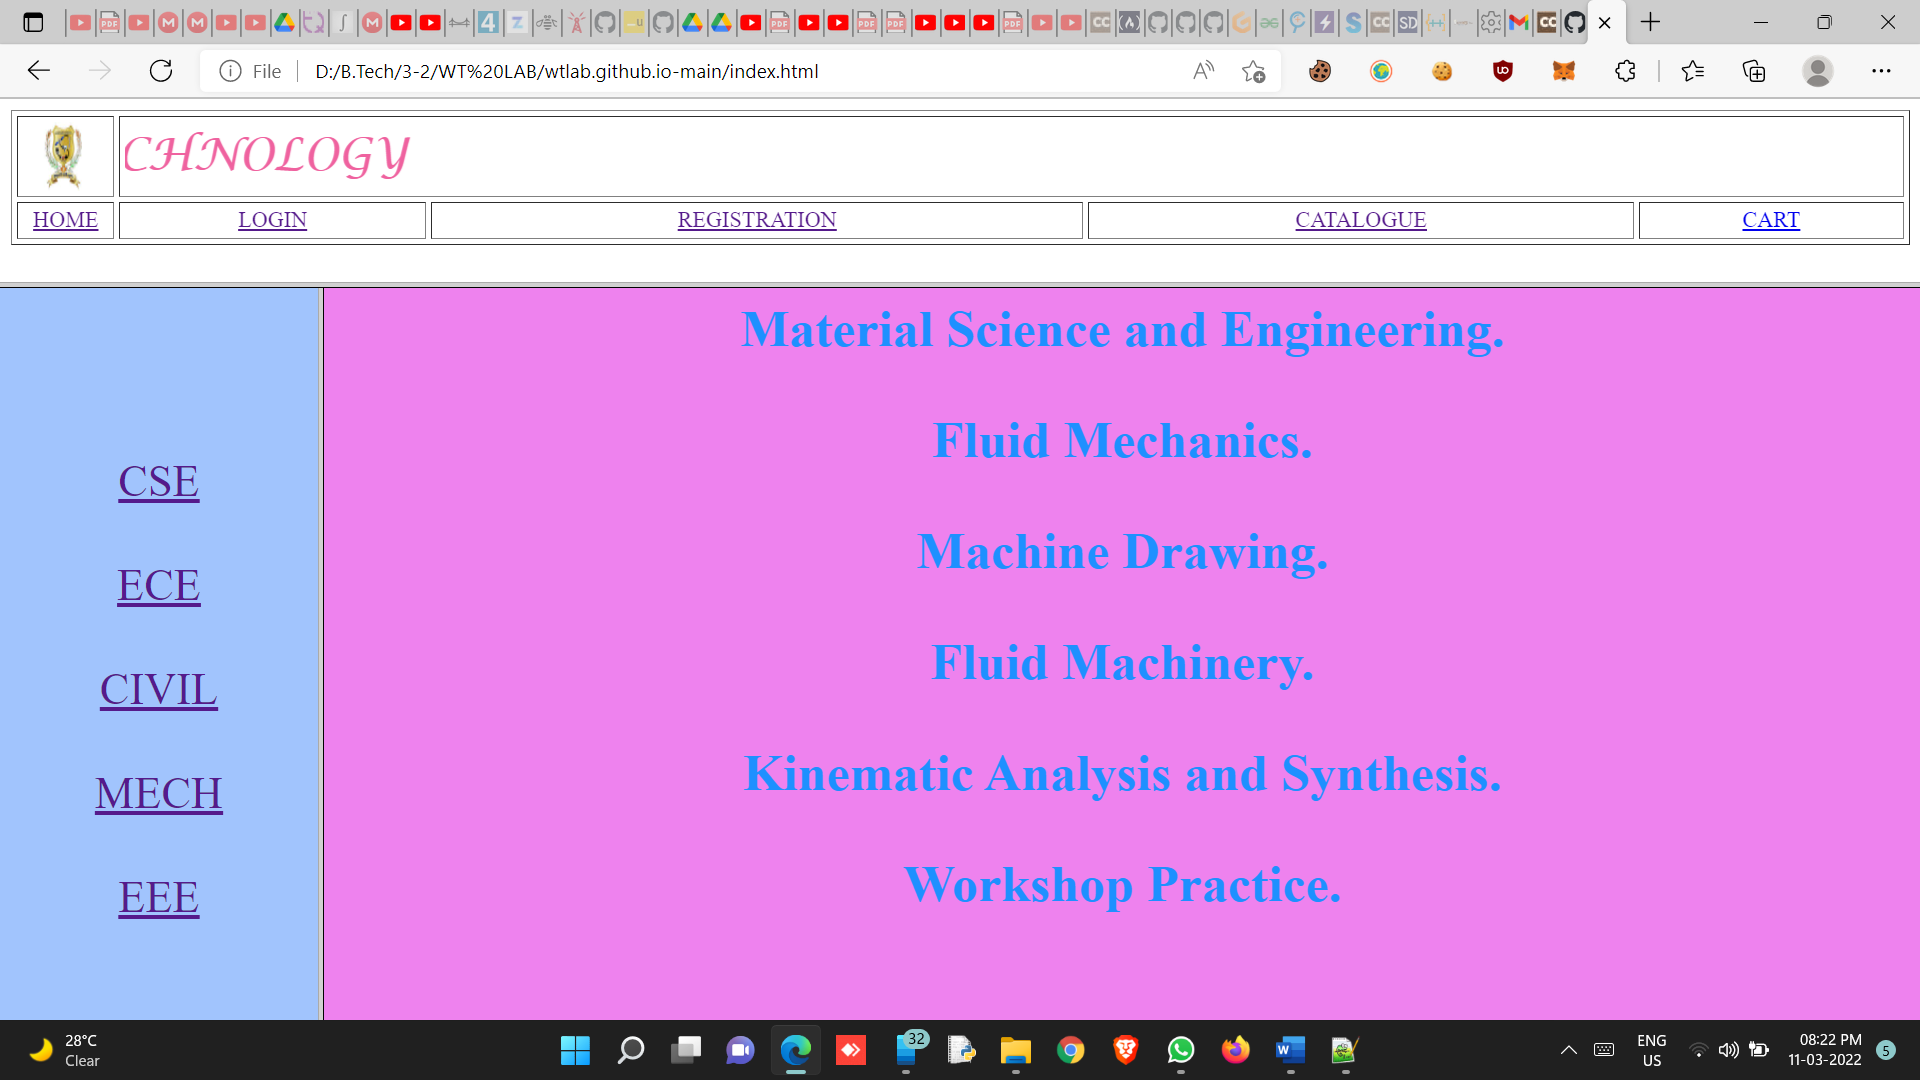 File
D:/B.Tech/3-2/WT%20LAB/wtlab.github.io-main/index.html
CHNOLOGY
HOME LOGIN REGISTRATION CATALOGUE CART
CSE
ECE
CIVIL
MECH
EEE
Material Science and Engineering.
Fluid Mechanics.
Machine Drawing.
Fluid Machinery.
Kinematic Analysis and Synthesis.
Workshop Practice.
28°C
Clear
32
ENG
US
08:22 PM
11-03-2022
5